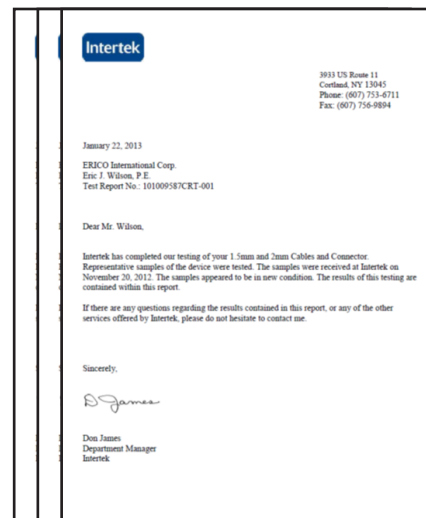 Intertek
3933 US Route 11
Cortland, NY 13045
Phone: (607) 753-6711
Fax: (607) 756-9894
January 22, 2013
ERICO International Corp.
Eric J. Wilson, P.E.
Test Report No.: 101009587CRT-001
Dear Mr. Wilson,
Intertek has completed our testing of your 1.5mm and 2mm Cables and Connector.
Representative samples of the device were tested. The samples were received at Intertek on
November 20, 2012. The samples appeared to be in new condition. The results of this testing are
contained within this report.
If there are any questions regarding the results contained in this report, or any of the other
services offered by Intertek, please do not hesitate to contact me.
Sincerely,
D James
Don James
Department Manager
Intertek